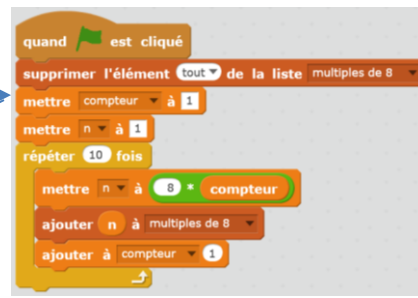 quand est cliqué
supprimer l'élément tout de la liste multiples de 8
mettre compteur à 1
mettre n à 1
répéter 10 fois
mettre n à 8 * compteur
ajouter n à multiples de 8
ajouter à compteur 1